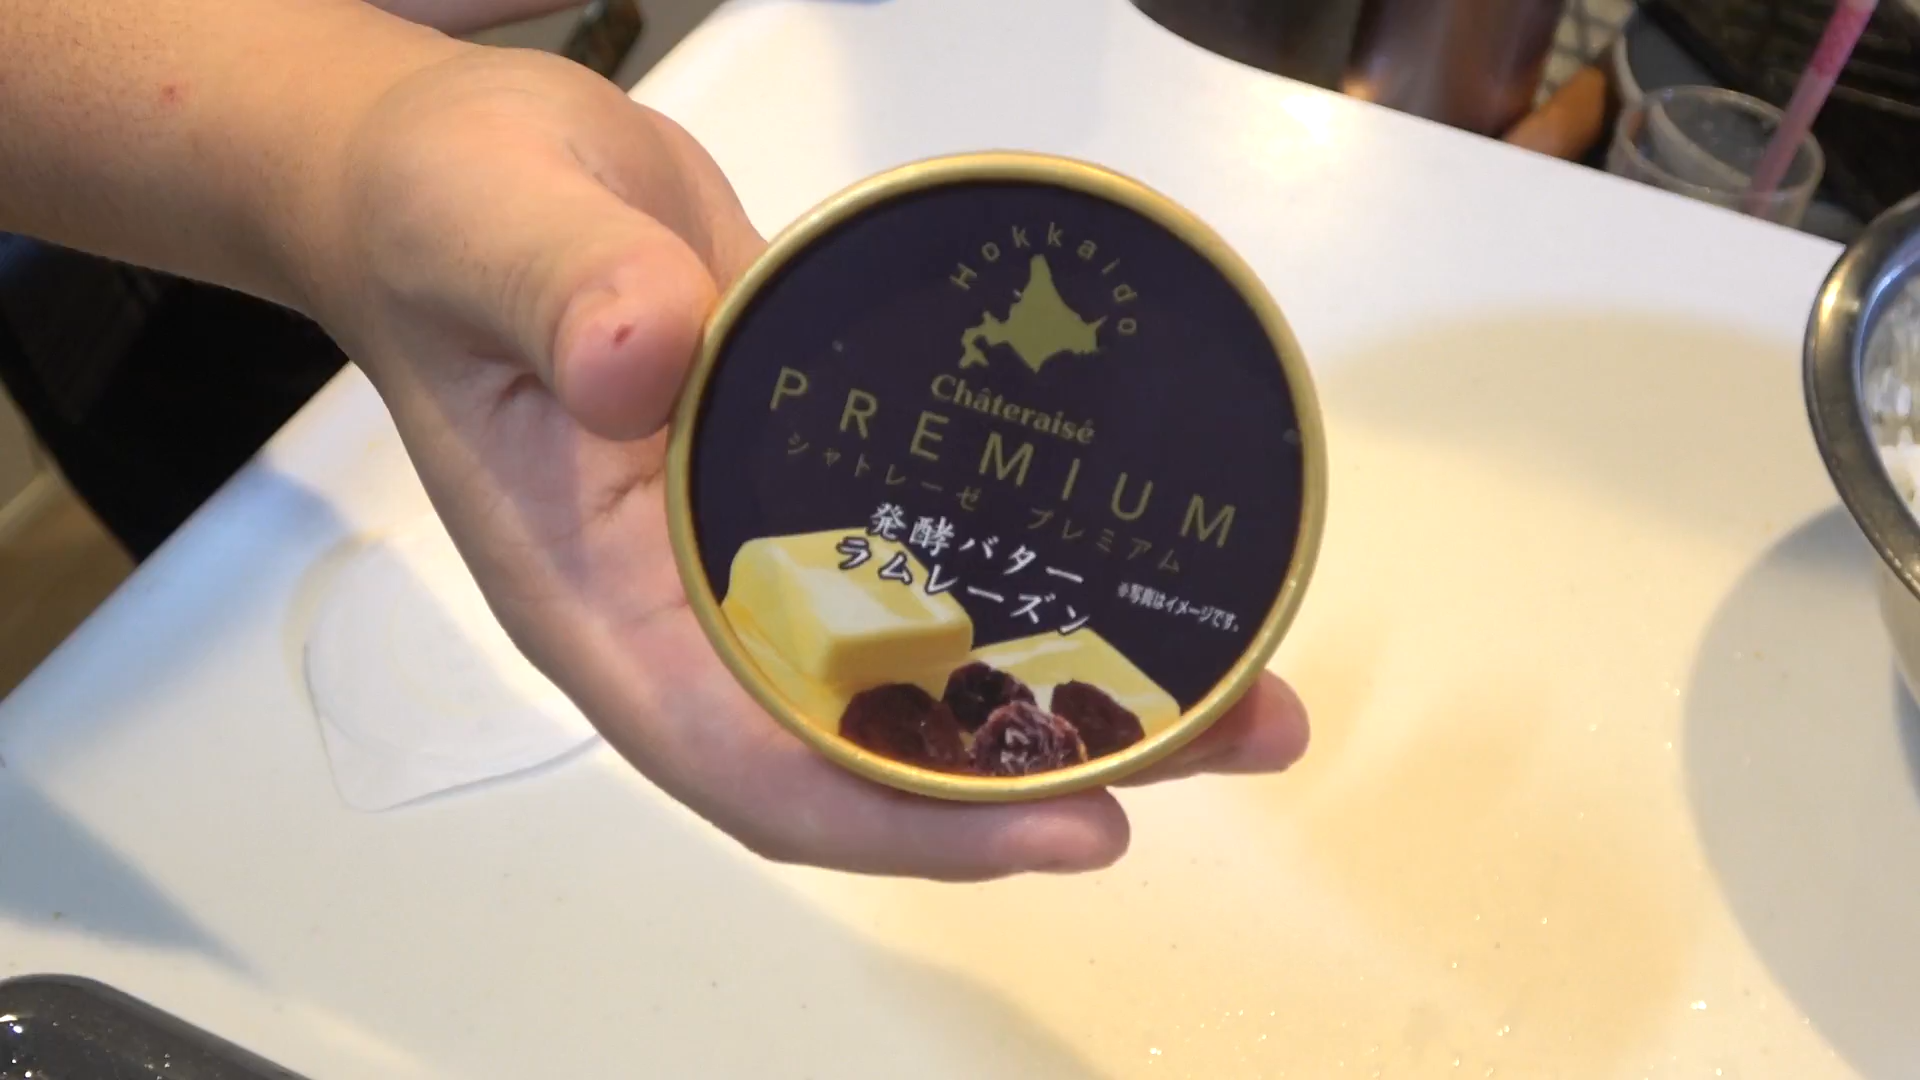 Hokkaido
Châteraisé
PREMIUM
シャトレーゼ プレミアム
発酵バター
ラムレーズン
※写真はイメージです。